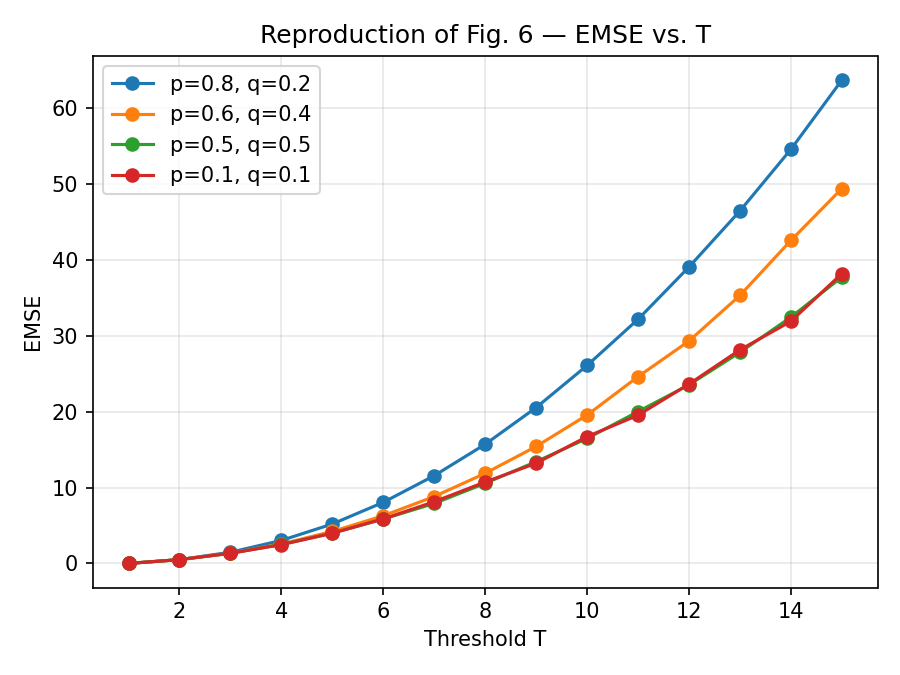 Reproduction of Fig. 6 — EMSE vs. T
p=0.8, q=0.2
p=0.6, q=0.4
p=0.5, q=0.5
p=0.1, q=0.1
60
50
40
30
20
10
0
EMSE
2 4 6 8 10 12 14
Threshold T